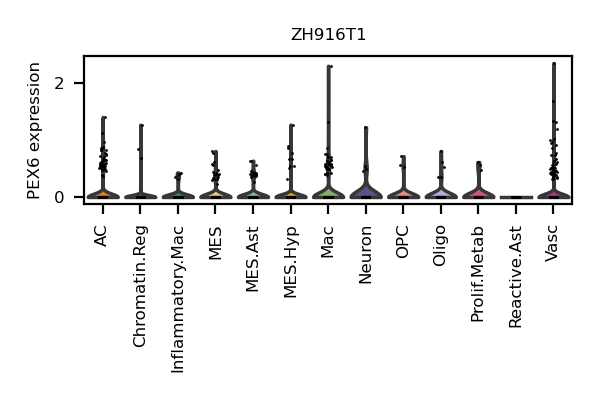 ZH916T1
PEX6 expression
2
0
AC
Chromatin.Reg
Inflammatory.Mac
MES
MES.Ast
MES.Hyp
Mac
Neuron
OPC
Oligo
Prolif.Metab
Reactive.Ast
Vasc